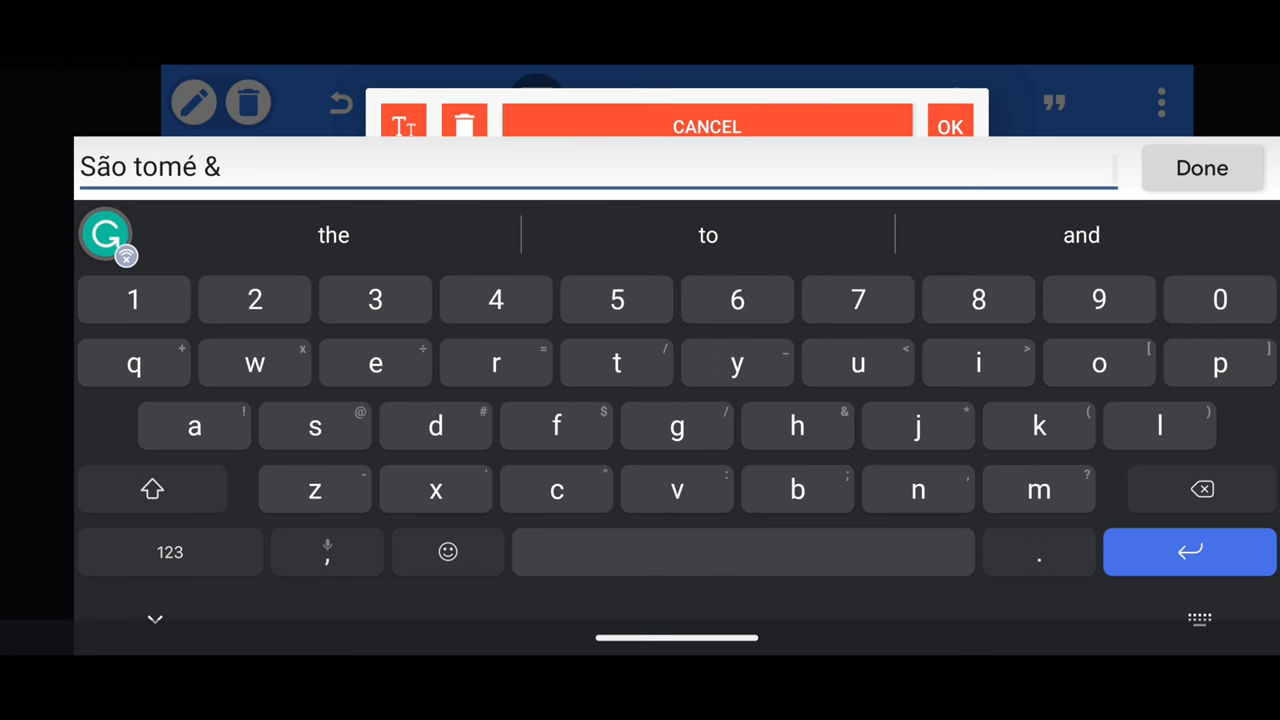 Tт CANCEL OK
São tomé & Done
the to and
1 2 3 4 5 6 7 8 9 0
q + w x e ÷ r = t / y _ u < i > o [ p ]
a ! s @ d # f $ g / h & j * k ( l )
z - x ' c " v : b ; n , m ?
123 , .